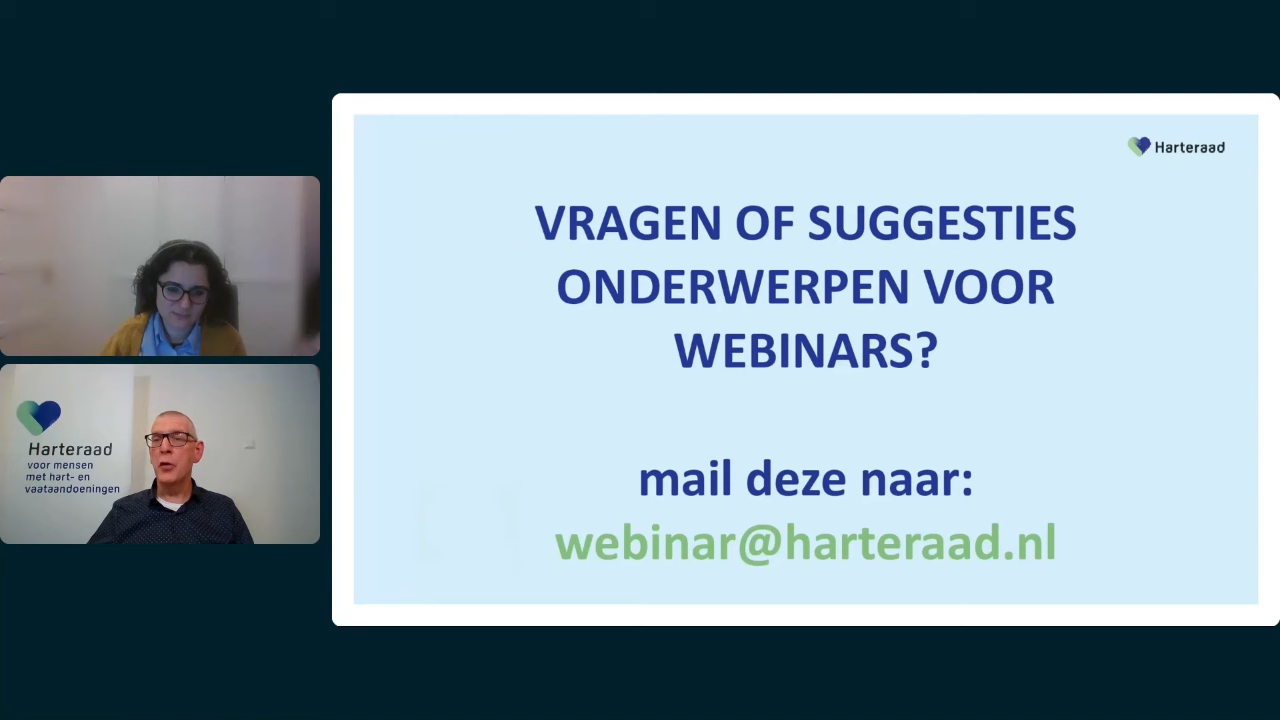 Harteraad
VRAGEN OF SUGGESTIES
ONDERWERPEN VOOR
WEBINARS?
mail deze naar:
webinar@harteraad.nl
Harteraad
voor mensen
met hart- en
vaataandoeningen